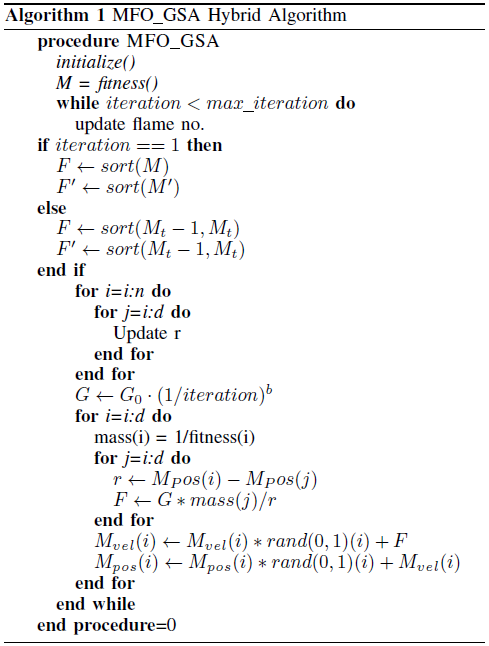 Algorithm 1 MFO_GSA Hybrid Algorithm
procedure MFO_GSA
initialize()
M = fitness()
while iteration < max_iteration do
update flame no.
if iteration == 1 then
F ← sort(M)
F′ ← sort(M′)
else
F ← sort(M_t − 1, M_t)
F′ ← sort(M_t − 1, M_t)
end if
for i=i:n do
for j=i:d do
Update r
end for
end for
G ← G_0 · (1/iteration)^b
for i=i:d do
mass(i) = 1/fitness(i)
for j=i:d do
r ← M_Pos(i) − M_Pos(j)
F ← G ∗ mass(j)/r
end for
M_vel(i) ← M_vel(i) ∗ rand(0, 1)(i) + F
M_pos(i) ← M_pos(i) ∗ rand(0, 1)(i) + M_vel(i)
end for
end while
end procedure=0